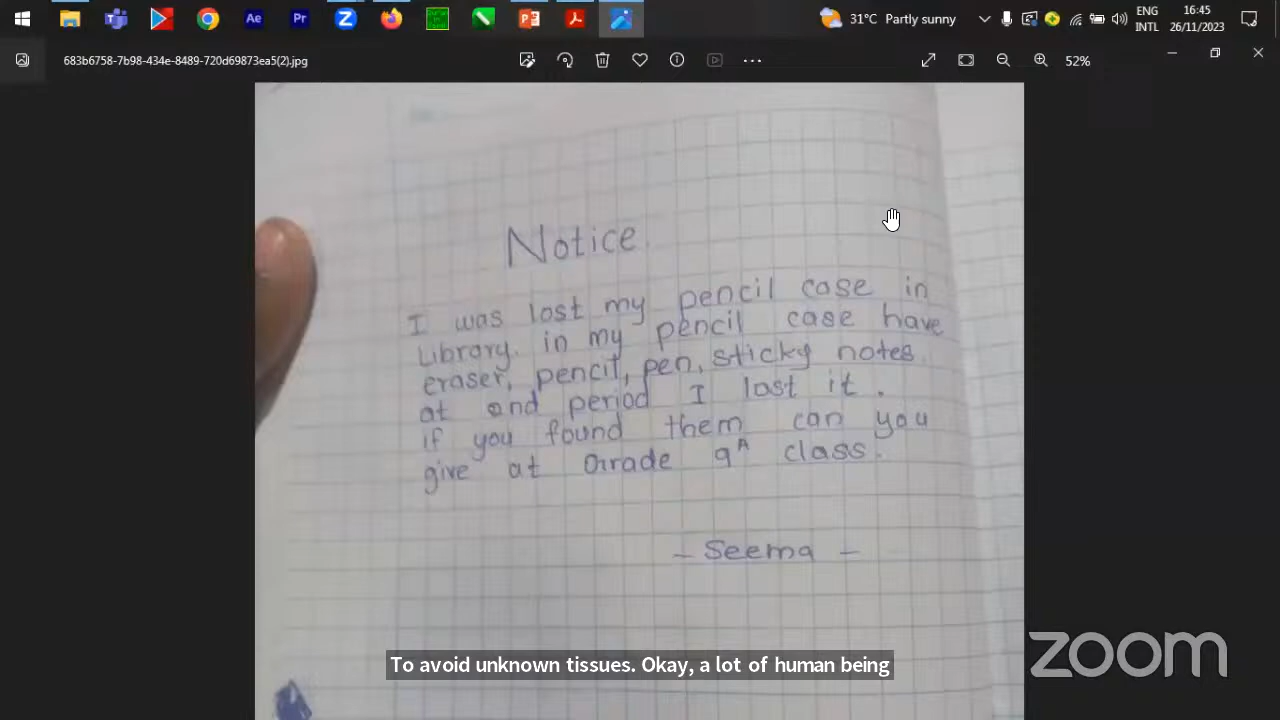 31°C Partly sunny
ENG
INTL
16:45
26/11/2023
683b6758-7b98-434e-8489-720d69873ea5(2).jpg
52%
Notice
I was lost my pencil case in
Library. in my pencil case have
eraser, pencil, pen, sticky notes.
at 2nd period I lost it.
if you found them can you
give at Grade 9A class.
- Seema -
To avoid unknown tissues. Okay, a lot of human being
zoom